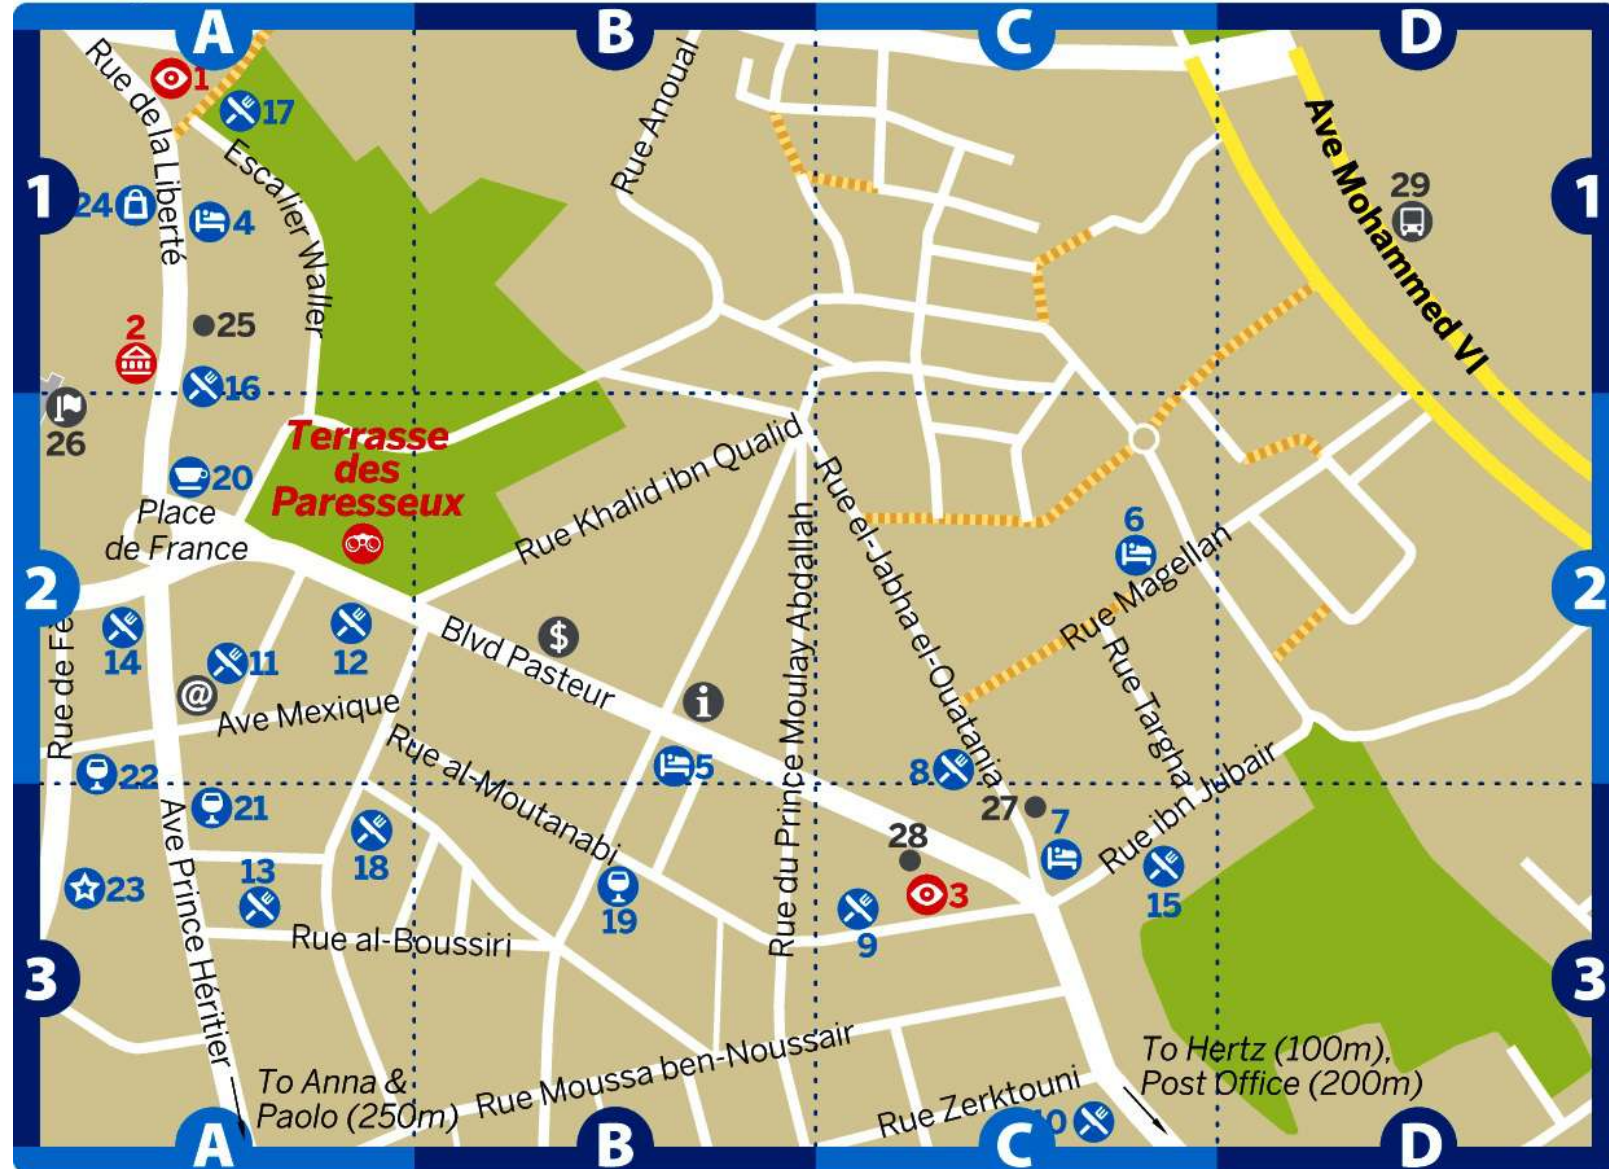 A
B
C
D
1
1
2
2
3
3
A
B
C
D
Rue de la Liberté
1
17
Escalier Waller
24
4
2
25
16
26
Rue Anoual
Ave Mohammed VI
29
Terrasse
des
Paresseux
20
Place
de France
Rue Khalid ibn Qualid
Rue el-Jabha el-Ouatania
Rue du Prince Moulay Abdallah
6
Rue Magellan
Rue Targha
Rue ibn Jubair
14
11
12
@
$
i
Blvd Pasteur
Ave Mexique
Rue de Fè
22
21
Rue al-Moutanabi
5
8
27
7
28
3
9
15
18
13
23
19
Ave Prince Héritier
Rue al-Boussiri
To Anna &
Paolo (250m)
Rue Moussa ben-Noussair
Rue Zerktouni
To Hertz (100m),
Post Office (200m)